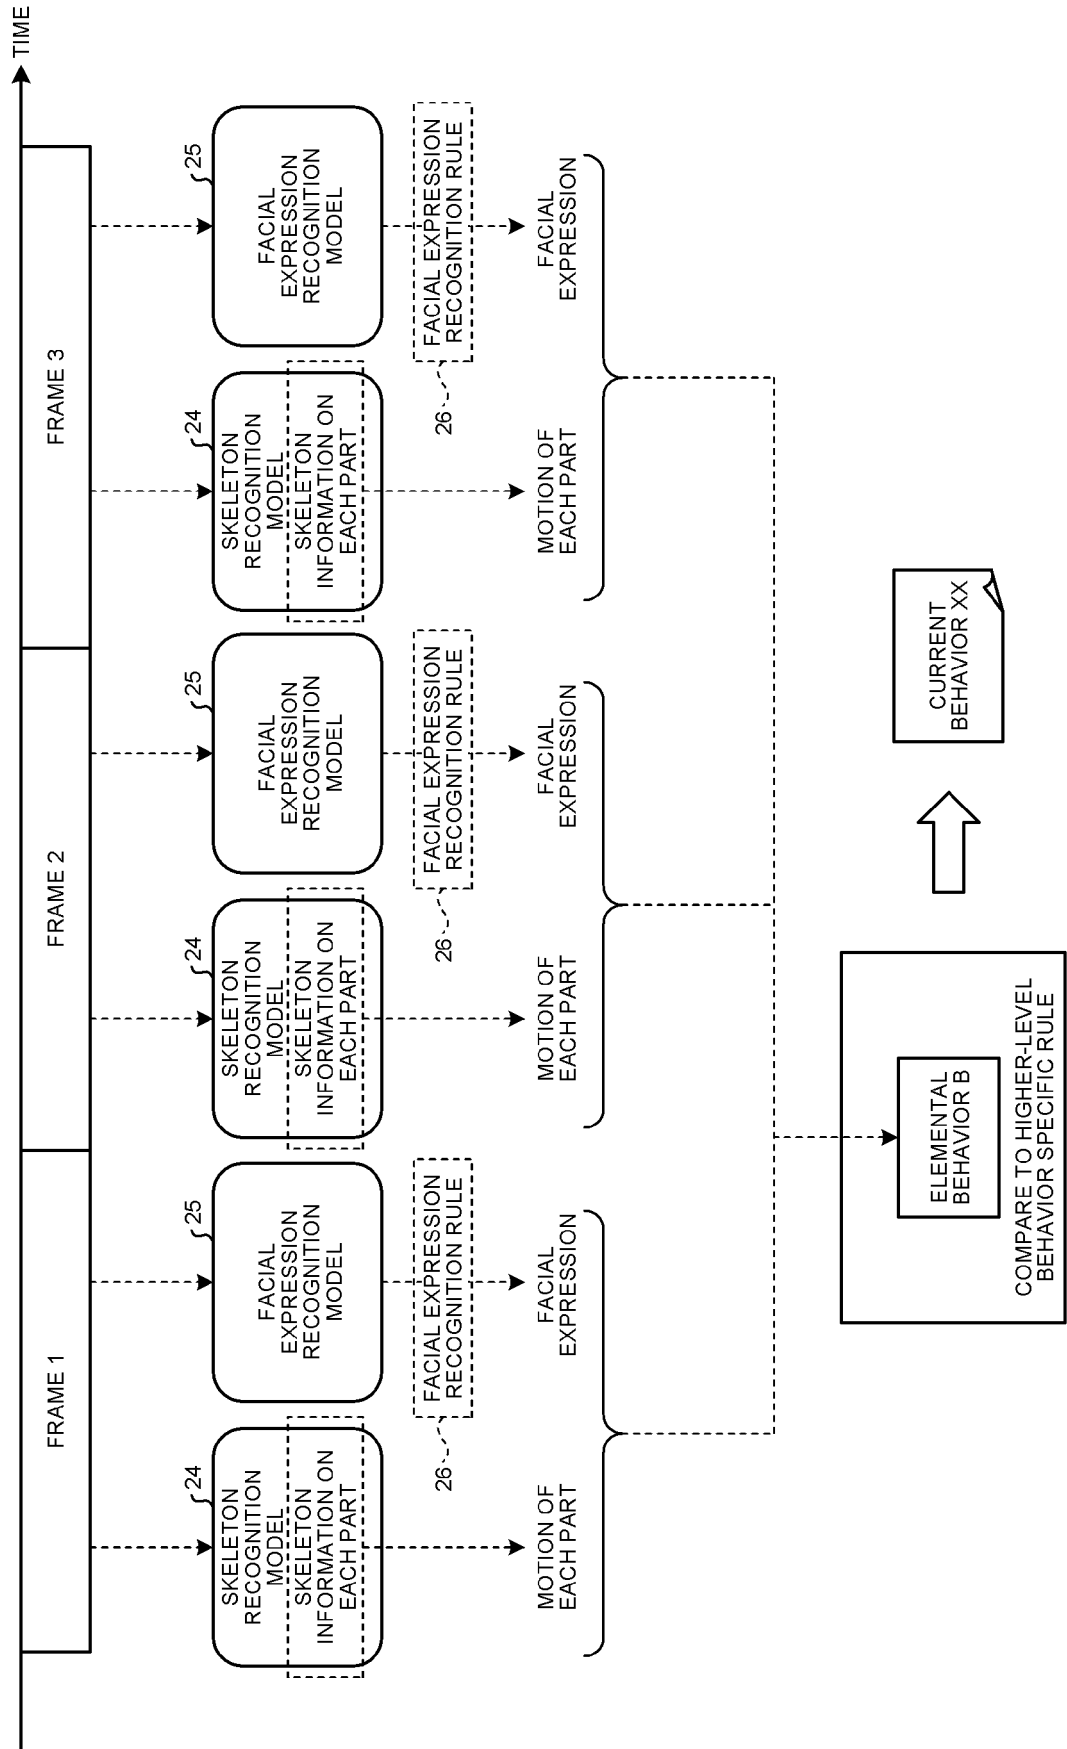 TIME
FRAME 1
FRAME 2
FRAME 3
24
SKELETON
RECOGNITION
MODEL
SKELETON
INFORMATION ON
EACH PART
25
FACIAL
EXPRESSION
RECOGNITION
MODEL
24
SKELETON
RECOGNITION
MODEL
SKELETON
INFORMATION ON
EACH PART
25
FACIAL
EXPRESSION
RECOGNITION
MODEL
24
SKELETON
RECOGNITION
MODEL
SKELETON
INFORMATION ON
EACH PART
25
FACIAL
EXPRESSION
RECOGNITION
MODEL
26
FACIAL EXPRESSION
RECOGNITION RULE
26
FACIAL EXPRESSION
RECOGNITION RULE
26
FACIAL EXPRESSION
RECOGNITION RULE
MOTION OF
EACH PART
FACIAL
EXPRESSION
MOTION OF
EACH PART
FACIAL
EXPRESSION
MOTION OF
EACH PART
FACIAL
EXPRESSION
ELEMENTAL
BEHAVIOR B
COMPARE TO HIGHER-LEVEL
BEHAVIOR SPECIFIC RULE
CURRENT
BEHAVIOR XX